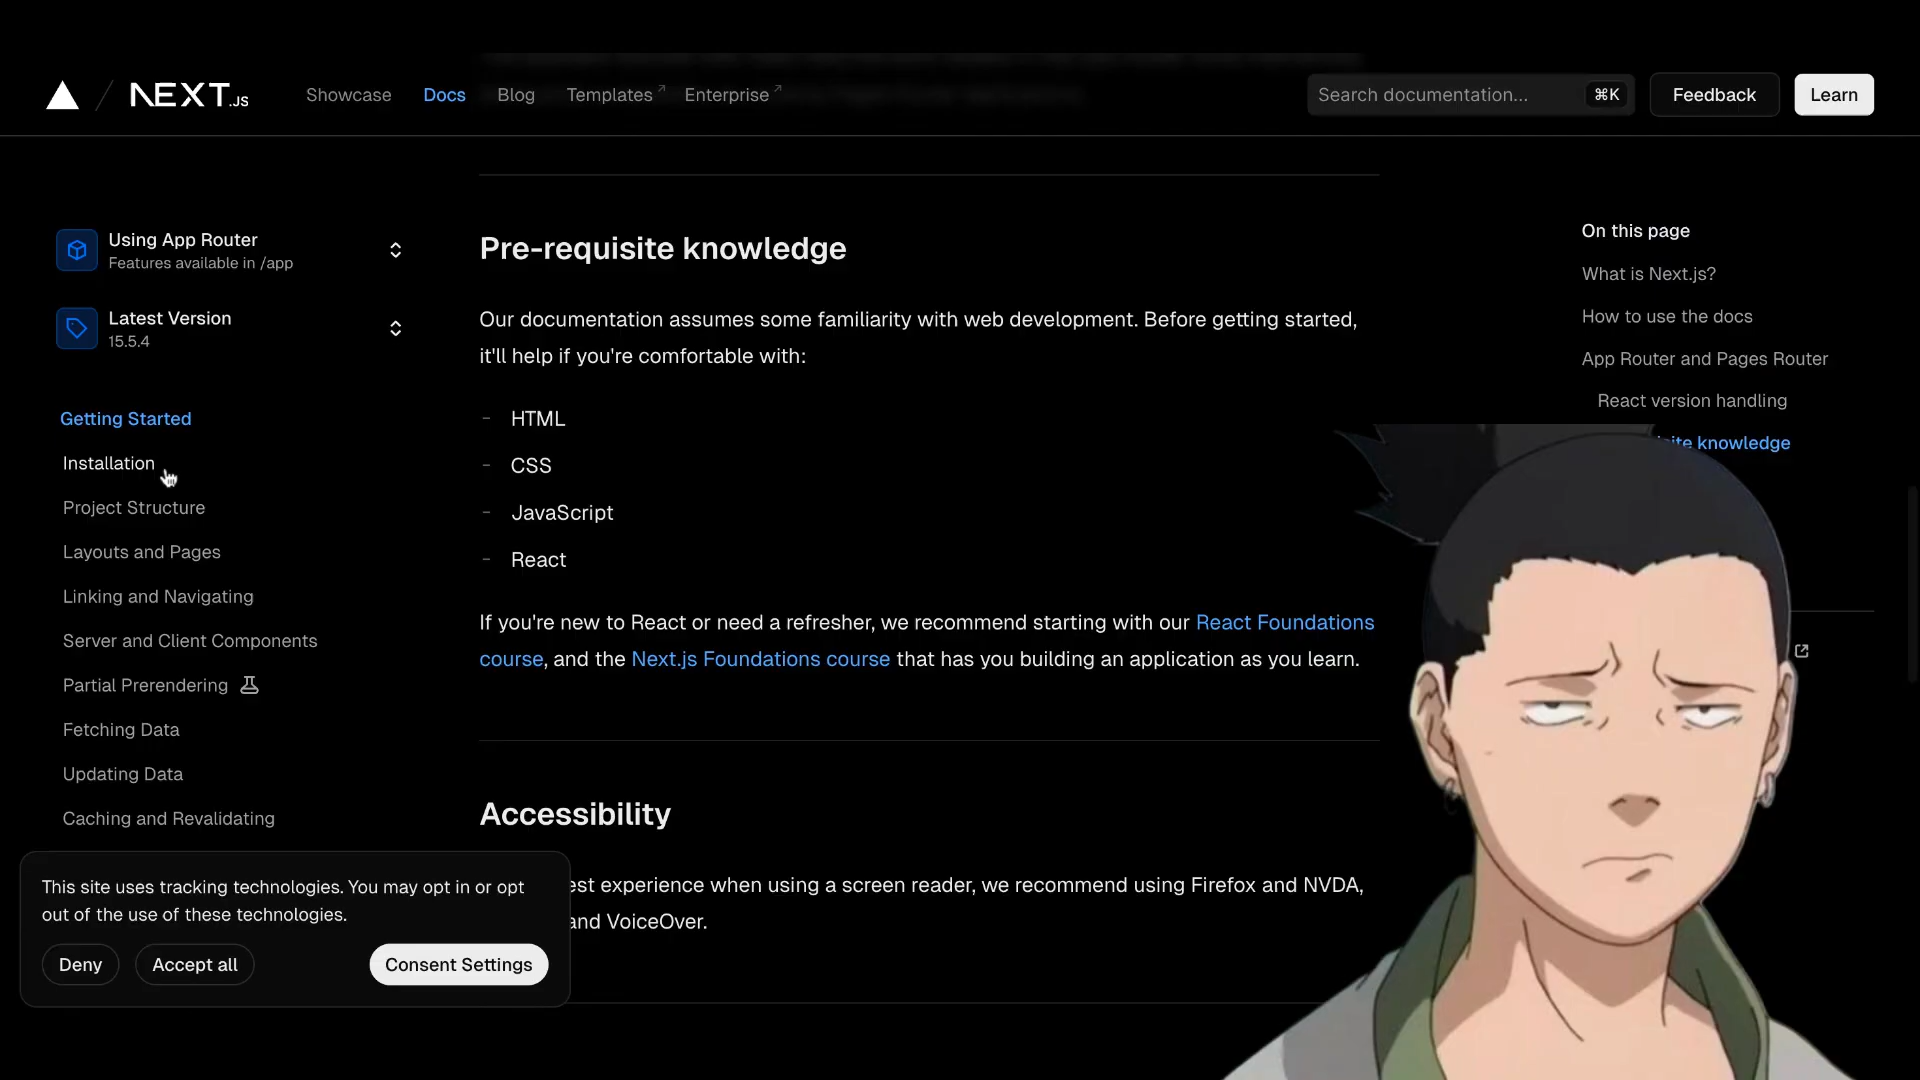 NEXT.JS
Showcase
Docs
Blog
Templates
Enterprise
Search documentation...
⌘K
Feedback
Learn
Using App Router
Features available in /app
Latest Version
15.5.4
Getting Started
Installation
Project Structure
Layouts and Pages
Linking and Navigating
Server and Client Components
Partial Prerendering
Fetching Data
Updating Data
Caching and Revalidating
Pre-requisite knowledge
Our documentation assumes some familiarity with web development. Before getting started,
it'll help if you're comfortable with:
- HTML
- CSS
- JavaScript
- React
If you're new to React or need a refresher, we recommend starting with our React Foundations
course, and the Next.js Foundations course that has you building an application as you learn.
Accessibility
est experience when using a screen reader, we recommend using Firefox and NVDA,
and VoiceOver.
On this page
What is Next.js?
How to use the docs
App Router and Pages Router
React version handling
site knowledge
This site uses tracking technologies. You may opt in or opt
out of the use of these technologies.
Deny
Accept all
Consent Settings